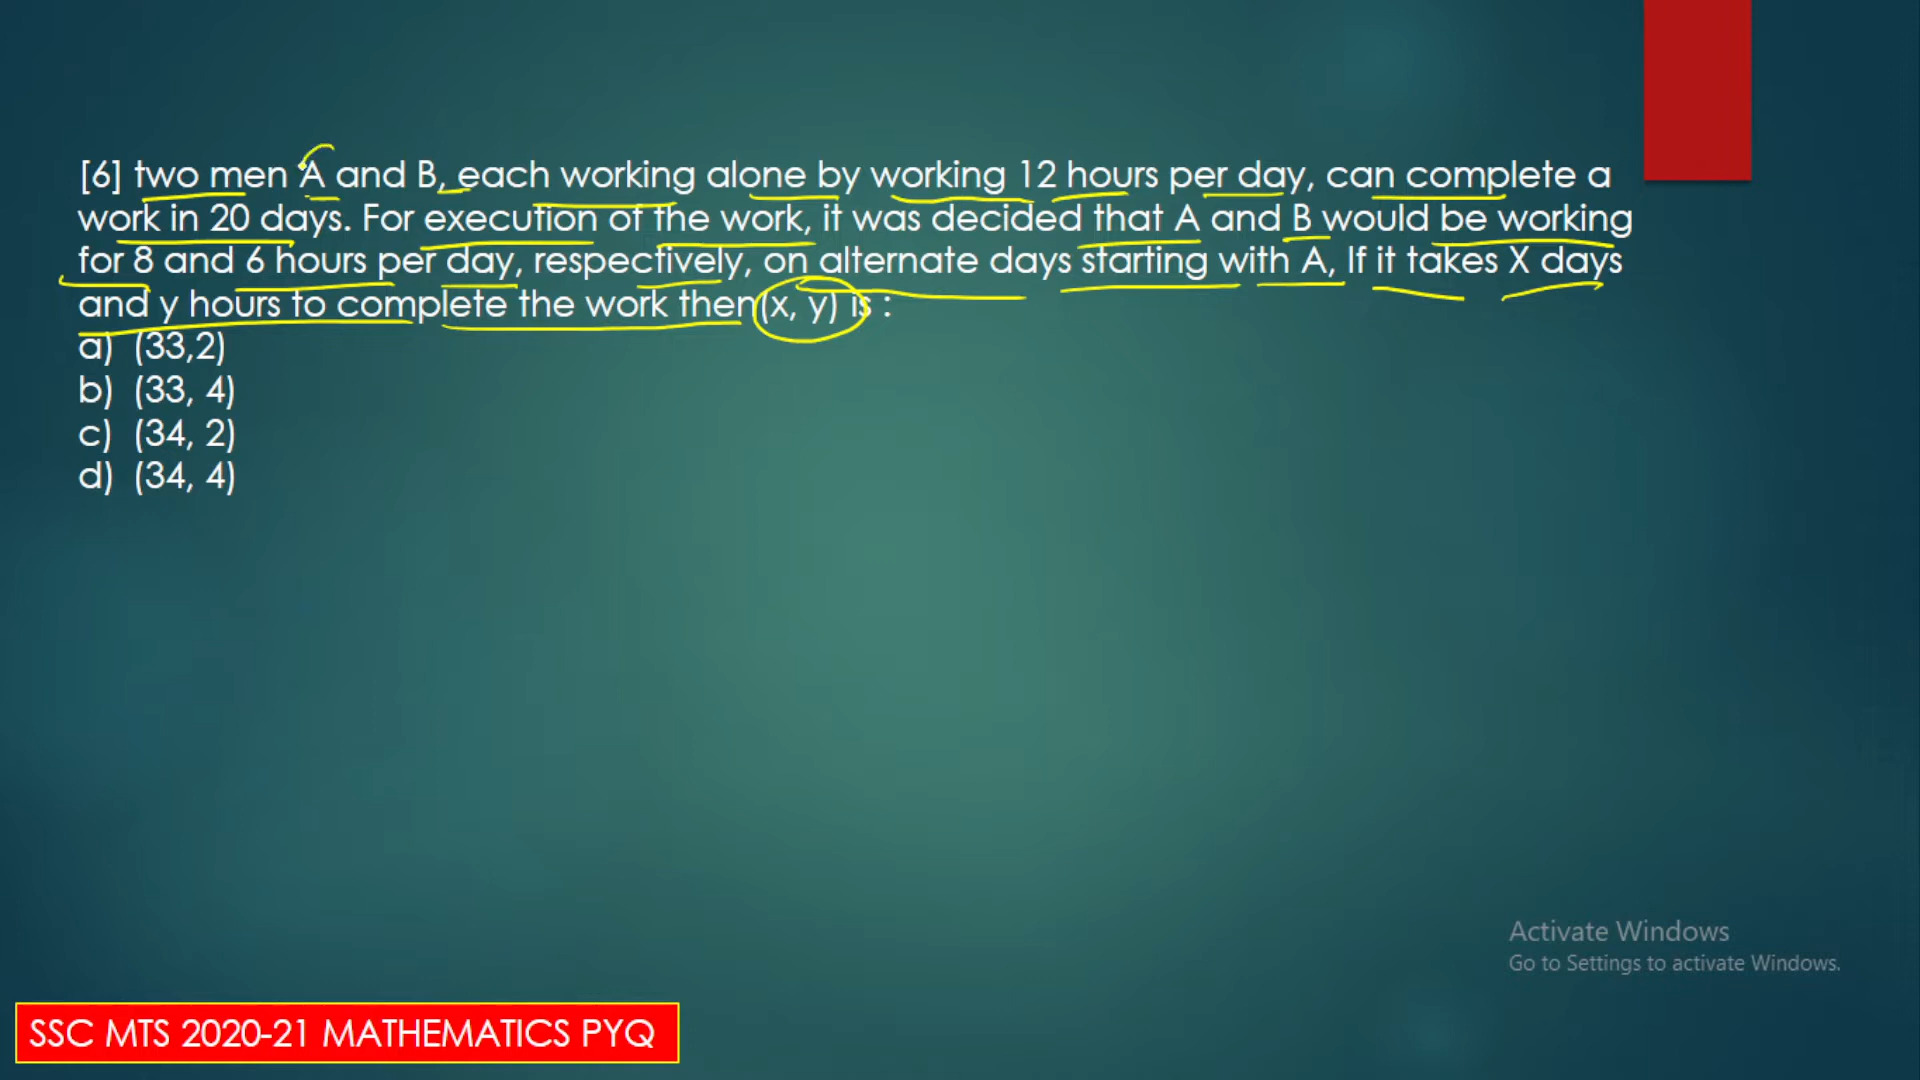 [6] two men A and B, each working alone by working 12 hours per day, can complete a
work in 20 days. For execution of the work, it was decided that A and B would be working
for 8 and 6 hours per day, respectively, on alternate days starting with A, If it takes X days
and y hours to complete the work then(x, y) is :
a) (33,2)
b) (33, 4)
c) (34, 2)
d) (34, 4)
Activate Windows
Go to Settings to activate Windows.
SSC MTS 2020-21 MATHEMATICS PYQ